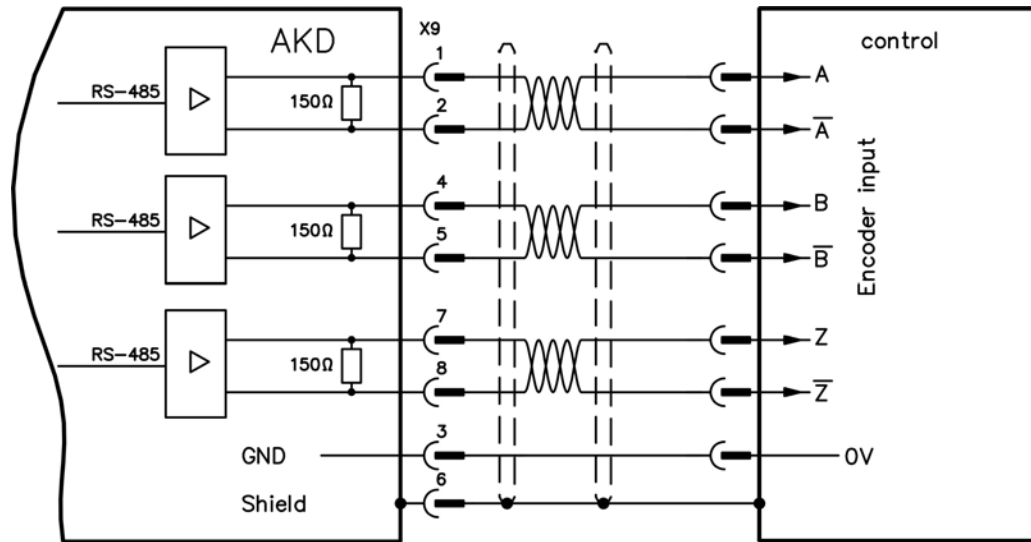 AKD
X9
control
1
RS-485
150Ω
2
A
A̅
4
RS-485
150Ω
5
B
B̅
Encoder input
7
RS-485
150Ω
8
Z
Z̅
GND
3
0V
Shield
6